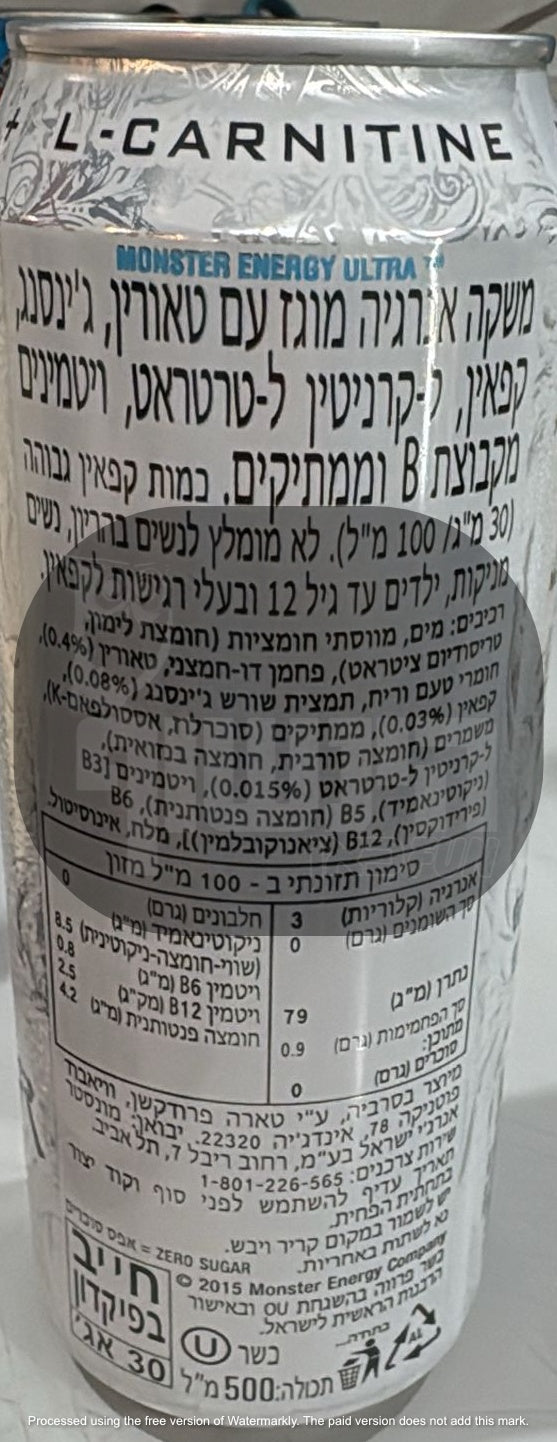 + L-CARNITINE
MONSTER ENERGY ULTRA™
משקה אנרגיה מוגז עם טאורין, ג'ינסנג,
קפאין, ל-קרניטין ל-טרטראט, ויטמינים
מקבוצת B וממתיקים. כמות קפאין גבוהה
(30 מ"ג/ 100 מ"ל). לא מומלץ לנשים בהריון, נשים
מניקות, ילדים עד גיל 12 ובעלי רגישות לקפאין.
רכיבים: מים, מווסתי חומציות (חומצת לימון,
טריסודיום ציטראט), פחמן דו-חמצני, טאורין (0.4%),
חומרי טעם וריח, תמצית שורש ג'ינסנג (0.08%),
קפאין (0.03%), ממתיקים (סוכרלוז, אססולפאם-K),
משמרים (חומצה סורבית, חומצה בנזואית),
ל-קרניטין ל-טרטראט (0.015%), ויטמינים [B3
(ניקוטינאמיד), B5 (חומצה פנטותנית), B6
(פירידוקסין), B12 (ציאנוקובלמין)], מלח, אינוסיטול.
סימון תזונתי ב - 100 מ"ל מזון
אנרגיה (קלוריות) 3
סך השומנים (גרם) 0
נתרן (מ"ג) 79
סך הפחמימות (גרם) 0.9
מתוכן:
סוכרים (גרם) 0
חלבונים (גרם) 0
ניקוטינאמיד (מ"ג) 8.5
(שווי-חומצה-ניקוטינית)
ויטמין B6 (מ"ג) 0.8
ויטמין B12 (מק"ג) 2.5
חומצה פנטותנית (מ"ג) 4.2
מיוצר בסרביה, ע"י טארה פרודקשן, וויאבוד
פוטניקה 78, אינדג'יה 22320. יבואן: מונסטר
אנרג'י ישראל בע"מ, רחוב ריבל 7, תל אביב
שירות צרכנים: 1-801-226-565
תאריך עדיף להשתמש לפני סוף וקוד יצור
בתחתית הפחית.
יש לשמור במקום קריר ויבש.
נא לשתות באחריות.
אפס סוכרים = ZERO SUGAR
© 2015 Monster Energy Company
כשר פרווה בהשגחת OU ובאישור
הרבנות הראשית לישראל.
חייב
בפיקדון
30 אג'
כשר U
תכולה: 500 מ"ל
AL
Processed using the free version of Watermarkly. The paid version does not add this mark.